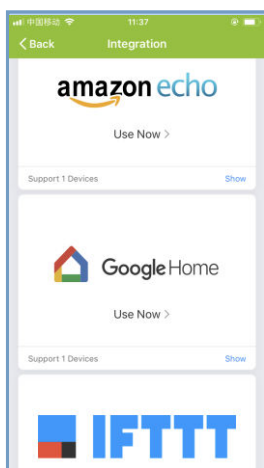 中国移动 11:37
Back Integration
amazon echo
Use Now >
Support 1 Devices Show
Google Home
Use Now >
Support 1 Devices Show
IFTTT